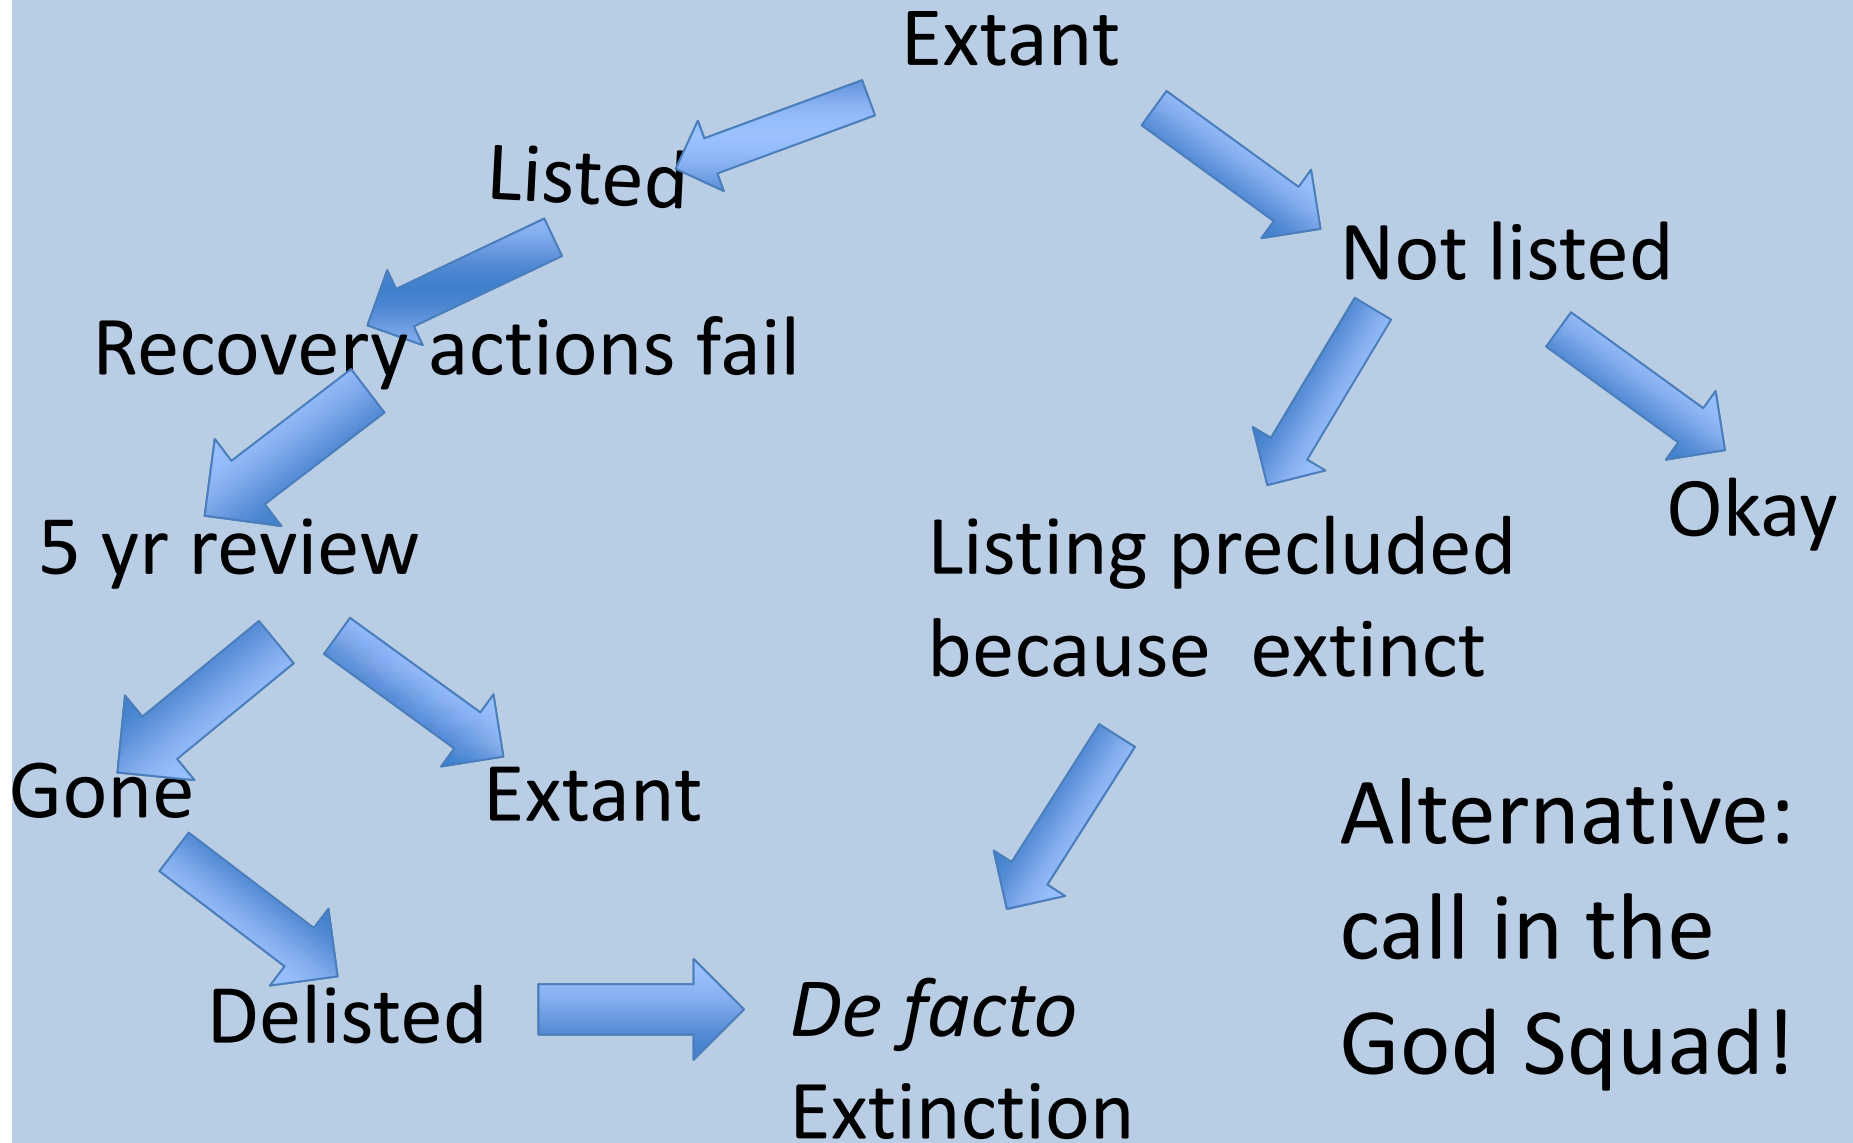 Extant
Listed
Not listed
Recovery actions fail
Okay
5 yr review
Listing precluded
because extinct
Gone
Extant
Alternative:
call in the
God Squad!
Delisted
De facto
Extinction